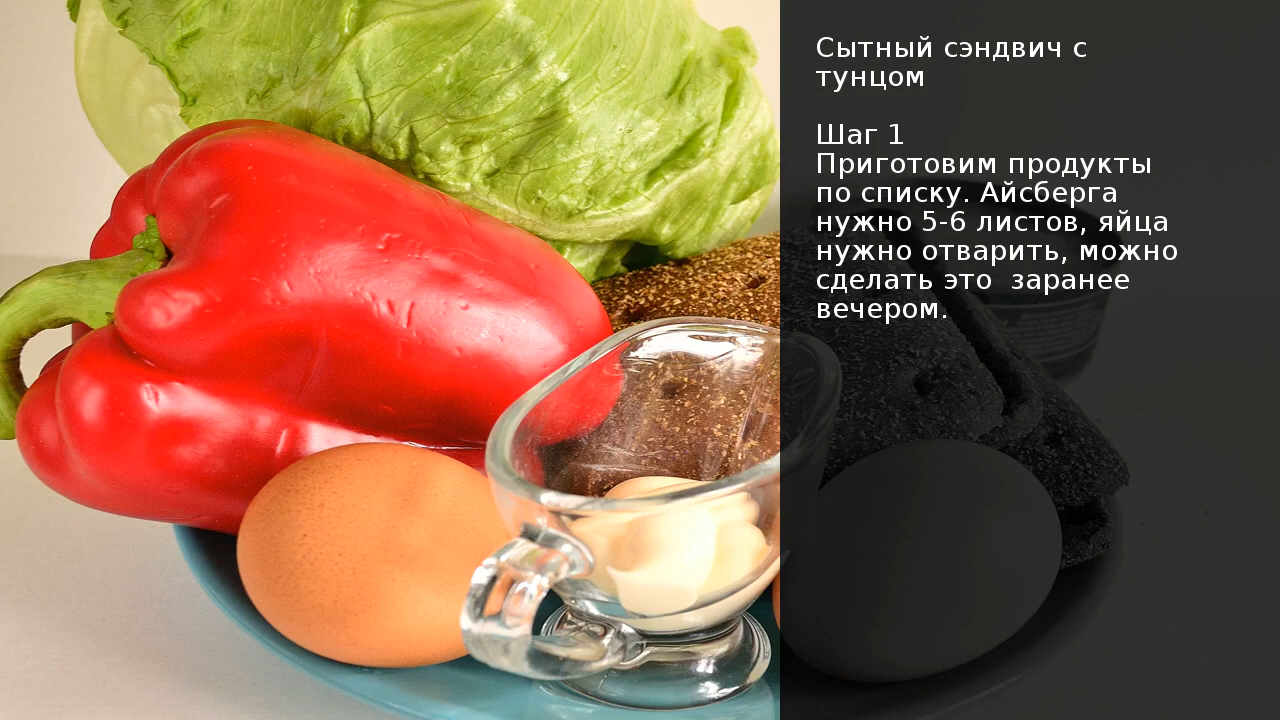 Сытный сэндвич с
тунцом
Шаг 1
Приготовим продукты
по списку. Айсберга
нужно 5-6 листов, яйца
нужно отварить, можно
сделать это  заранее
вечером.